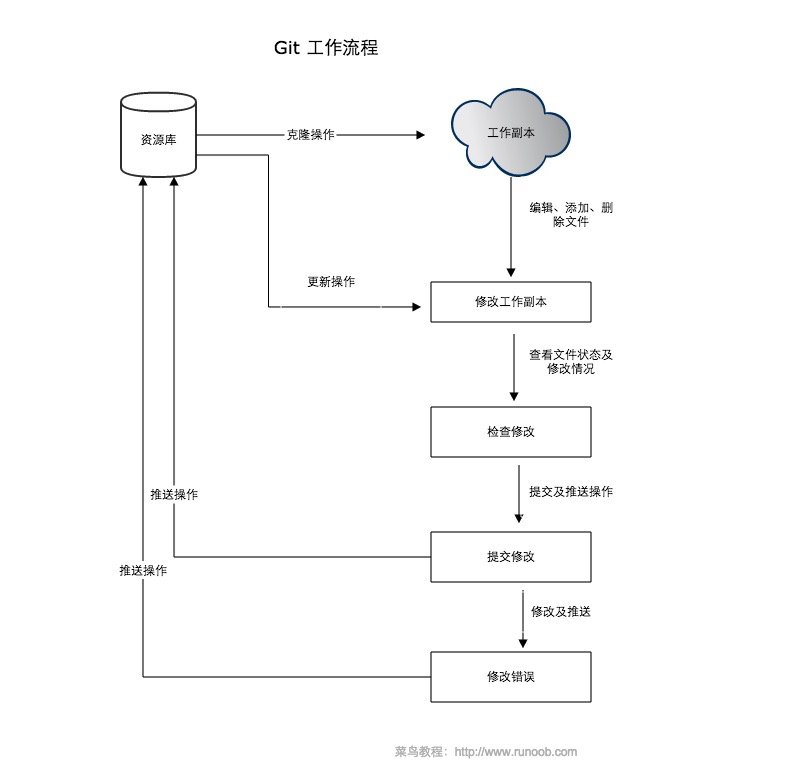 Git 工作流程
资源库
克隆操作
工作副本
编辑、添加、删
除文件
更新操作
修改工作副本
查看文件状态及
修改情况
检查修改
推送操作
提交及推送操作
提交修改
推送操作
修改及推送
修改错误
菜鸟教程：http://www.runoob.com